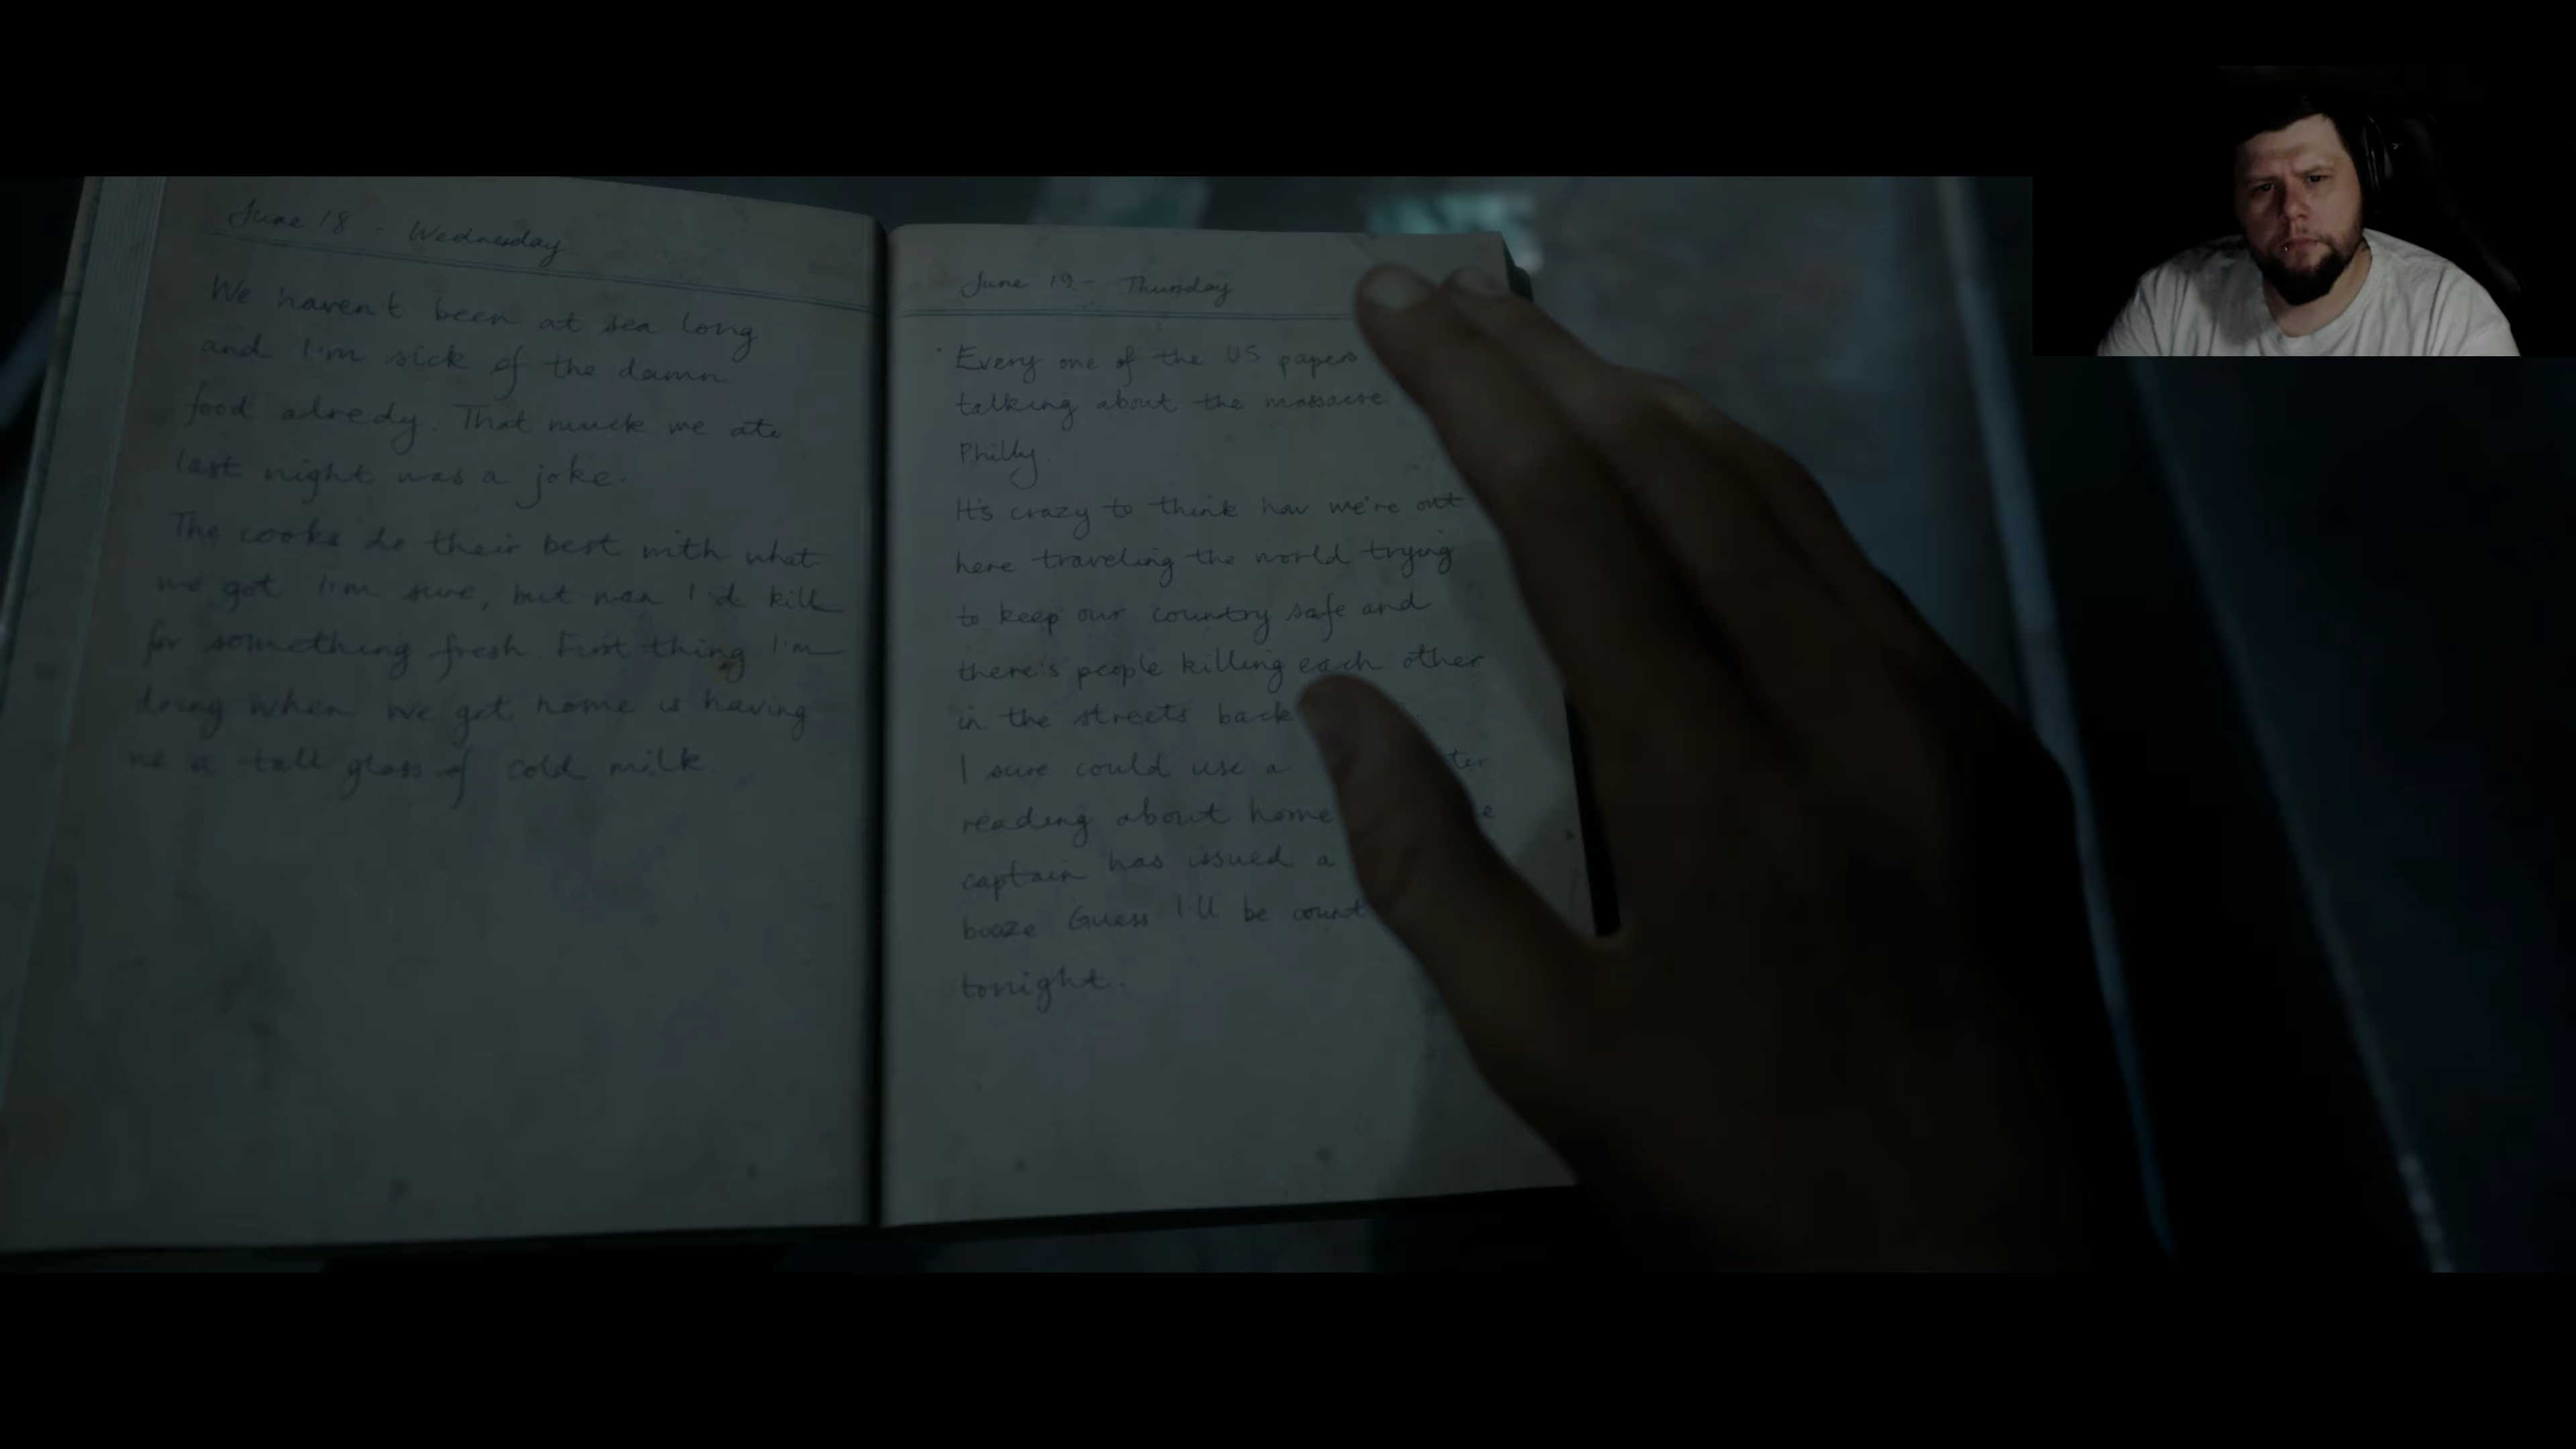 June 18 - Wednesday
We haven't been at sea long
and I'm sick of the damn
food alredy. That muck we ate
last night was a joke.
The cooks do their best with what
we got I'm sure, but man I'd kill
for something fresh. First thing I'm
doing when we get home is having
me a tall glass of cold milk.
June 19 - Thursday
Every one of the US papers
talking about the massacre
Philly.
It's crazy to think how we're out
here traveling the world trying
to keep our country safe and
there's people killing each other
in the streets back
I sure could use a
reading about home
captain has issued a
booze Guess I'll be
tonight.